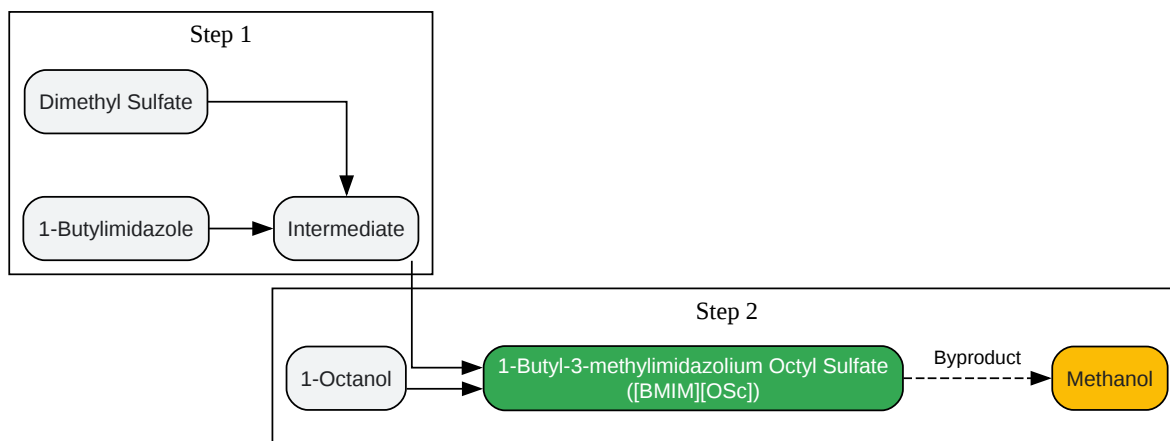 Step 1
Dimethyl Sulfate
1-Butylimidazole
Intermediate
Step 2
1-Octanol
1-Butyl-3-methylimidazolium Octyl Sulfate
([BMIM][OSc])
Byproduct
Methanol